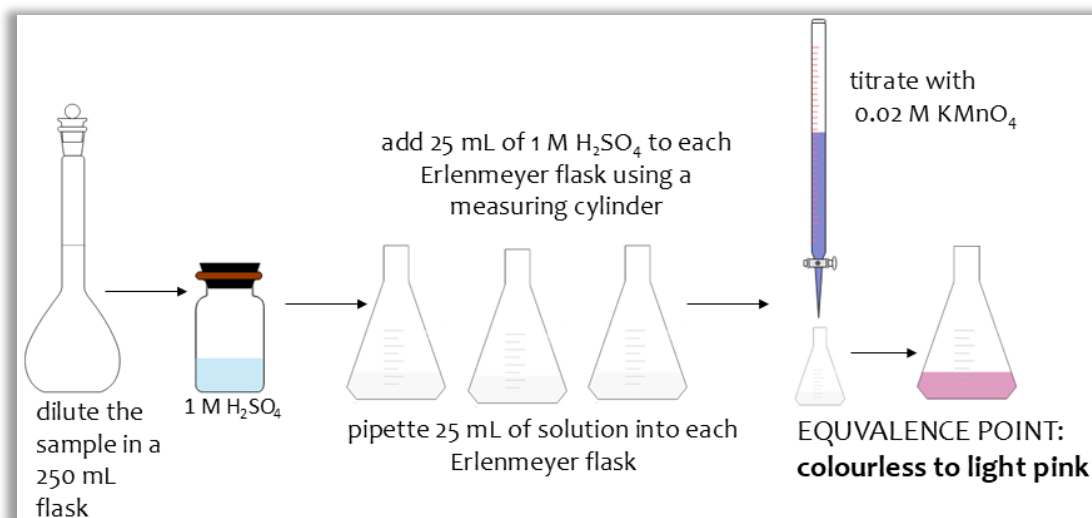 dilute the
sample in a
250 mL
flask
1 M H₂SO₄
add 25 mL of 1 M H₂SO₄ to each
Erlenmeyer flask using a
measuring cylinder
pipette 25 mL of solution into each
Erlenmeyer flask
titrate with
0.02 M KMnO₄
EQUVALENCE POINT:
colourless to light pink